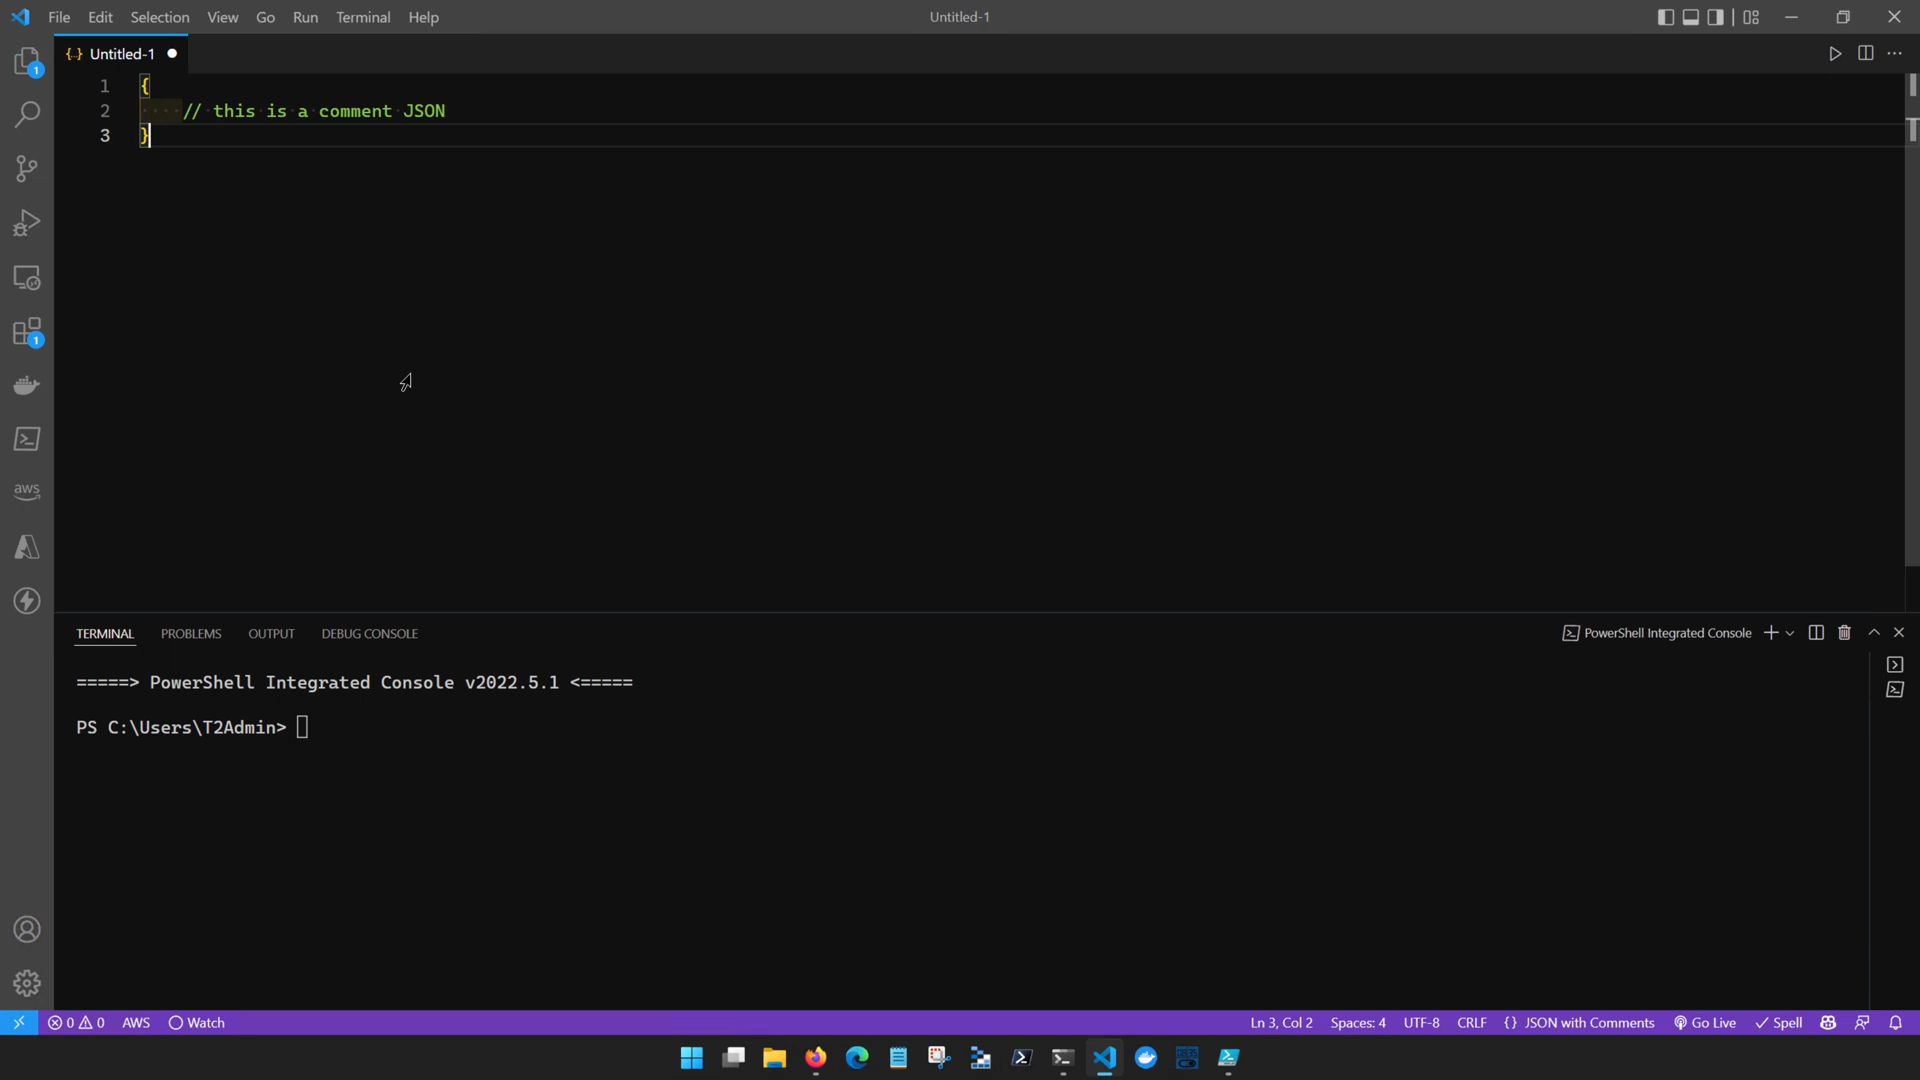 File Edit Selection View Go Run Terminal Help
Untitled-1
{..} Untitled-1
1 {
2 // this is a comment JSON
3 }
1
1
aws
TERMINAL PROBLEMS OUTPUT DEBUG CONSOLE
PowerShell Integrated Console
=====> PowerShell Integrated Console v2022.5.1 <=====
PS C:\Users\T2Admin>
0 0 AWS Watch
Ln 3, Col 2 Spaces: 4 UTF-8 CRLF {} JSON with Comments Go Live Spell